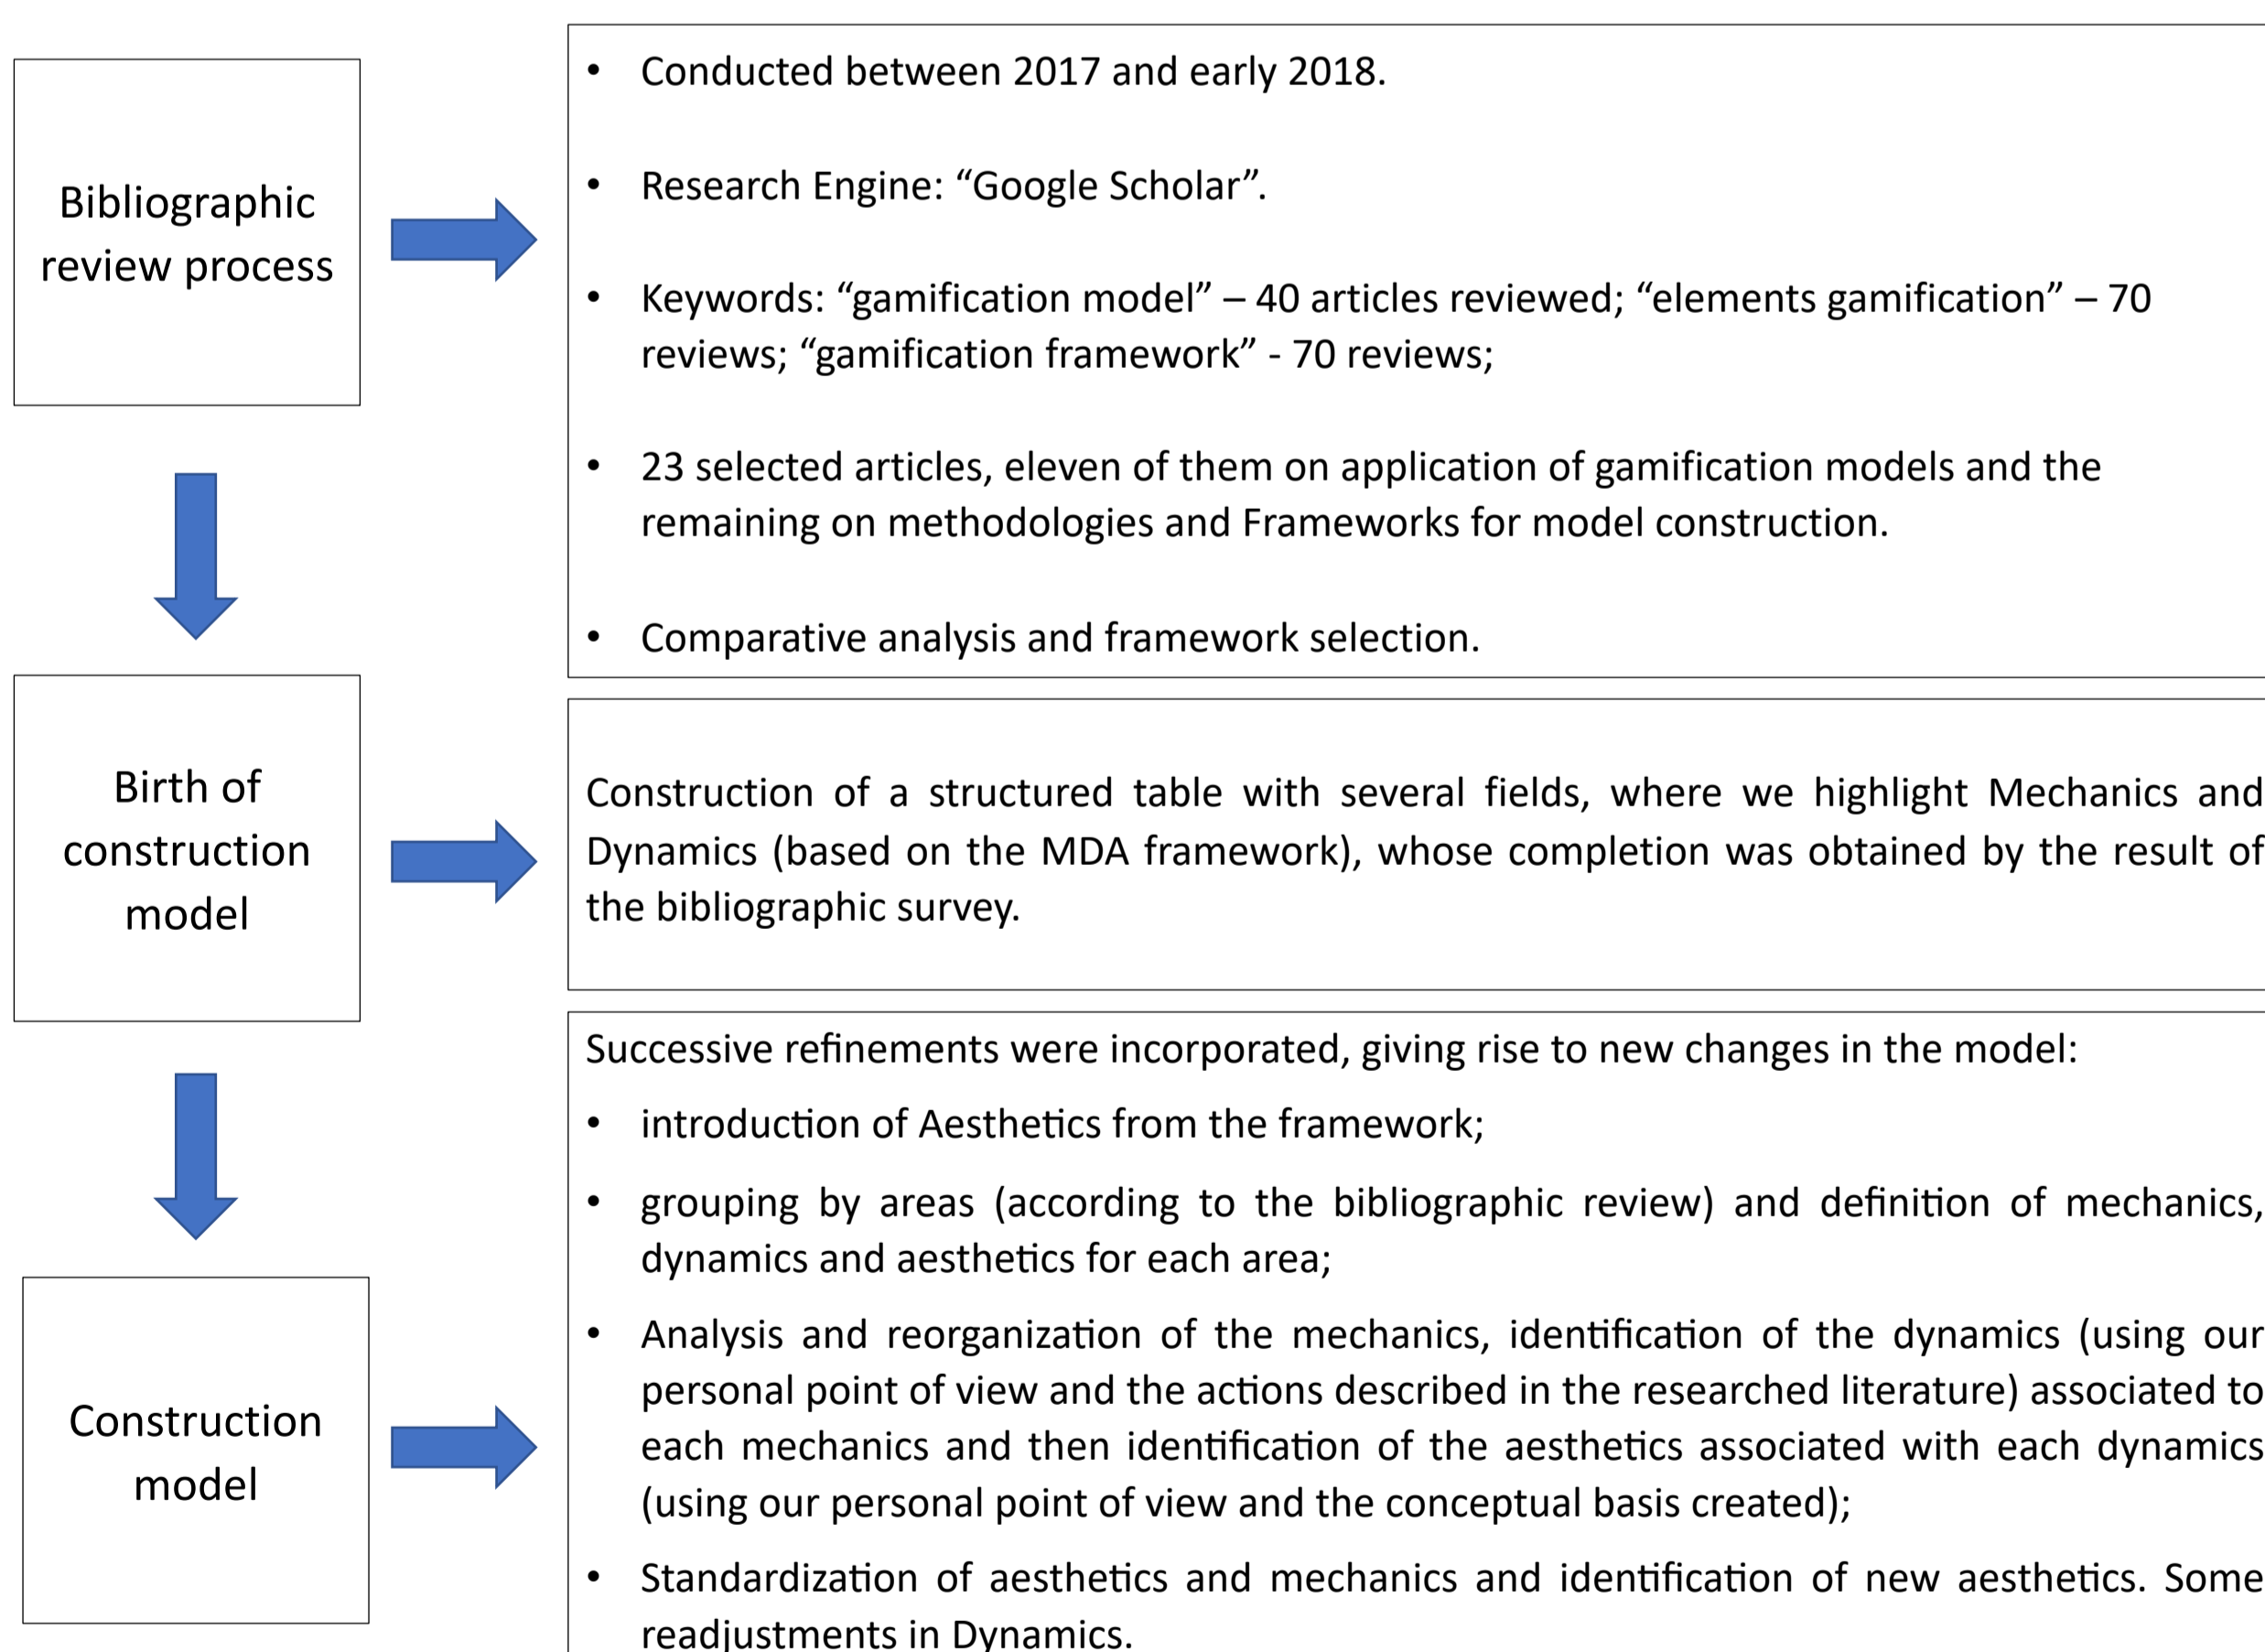 Bibliographic
review process
• Conducted between 2017 and early 2018.
• Research Engine: “Google Scholar”.
• Keywords: “gamification model” – 40 articles reviewed; “elements gamification” – 70
reviews; “gamification framework” - 70 reviews;
• 23 selected articles, eleven of them on application of gamification models and the
remaining on methodologies and Frameworks for model construction.
• Comparative analysis and framework selection.
Birth of
construction
model
Construction of a structured table with several fields, where we highlight Mechanics and
Dynamics (based on the MDA framework), whose completion was obtained by the result of
the bibliographic survey.
Construction
model
Successive refinements were incorporated, giving rise to new changes in the model:
• introduction of Aesthetics from the framework;
• grouping by areas (according to the bibliographic review) and definition of mechanics,
dynamics and aesthetics for each area;
• Analysis and reorganization of the mechanics, identification of the dynamics (using our
personal point of view and the actions described in the researched literature) associated to
each mechanics and then identification of the aesthetics associated with each dynamics
(using our personal point of view and the conceptual basis created);
• Standardization of aesthetics and mechanics and identification of new aesthetics. Some
readjustments in Dynamics.